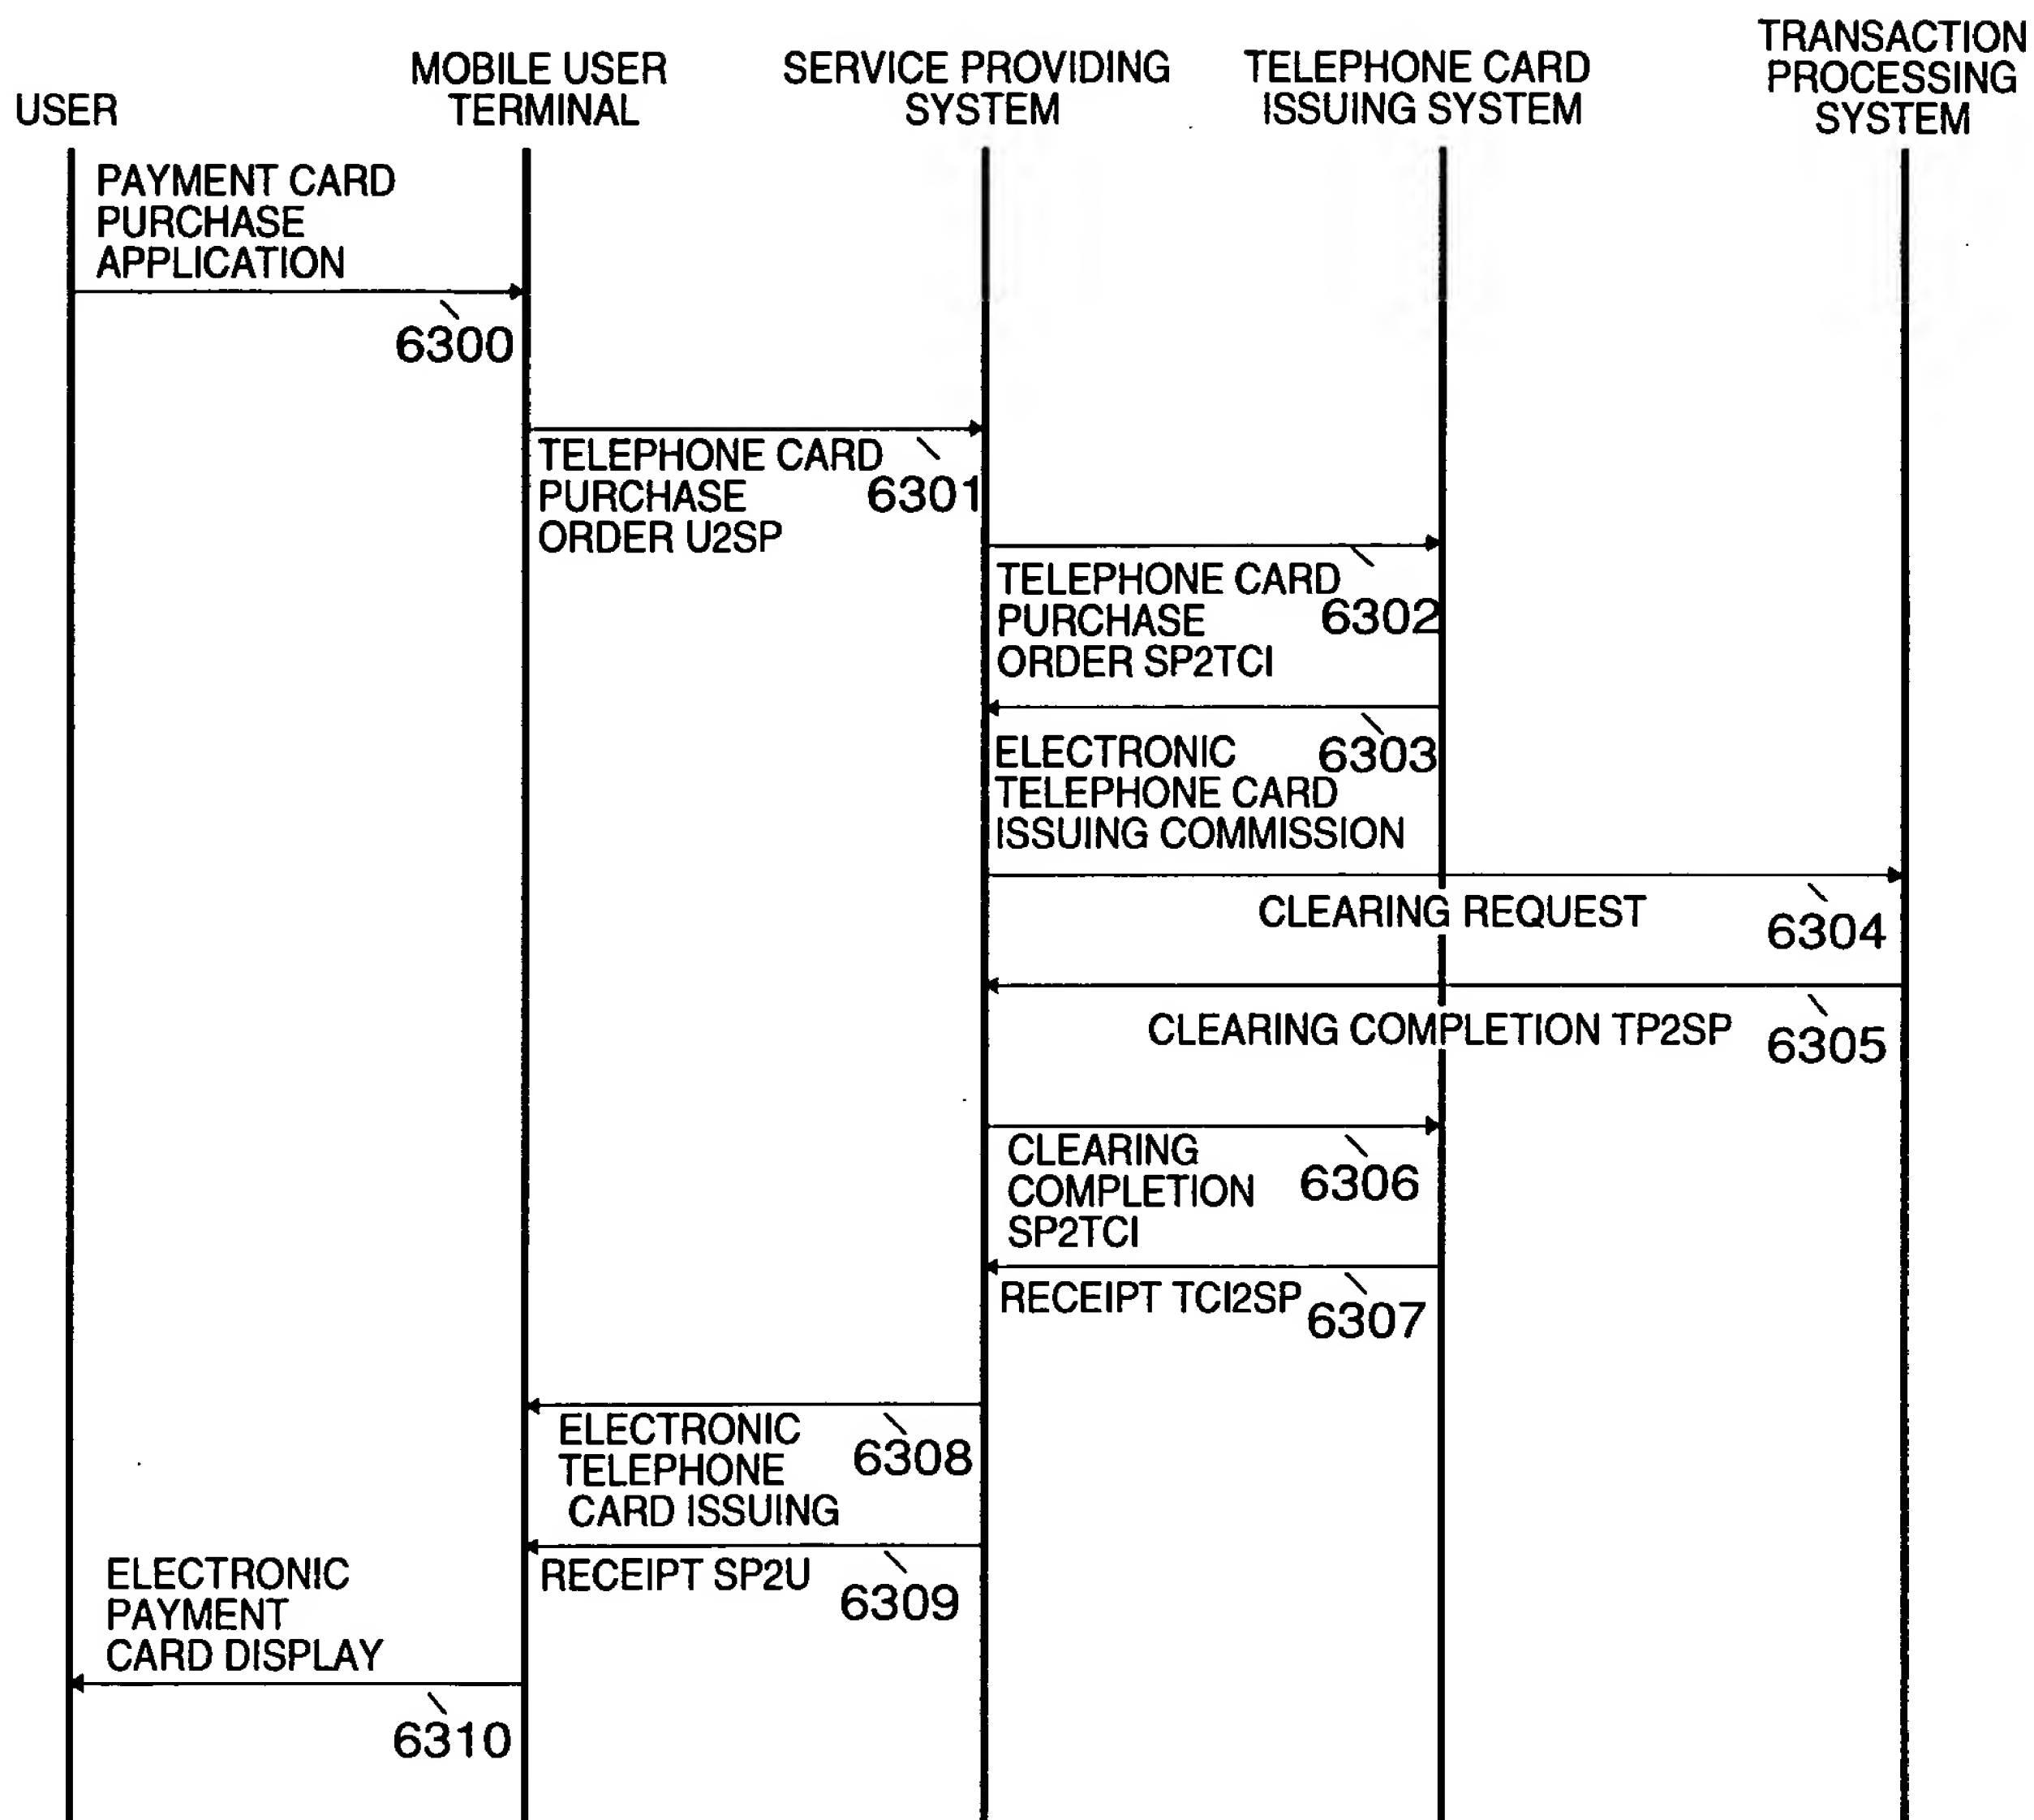 USER
MOBILE USER
TERMINAL
SERVICE PROVIDING
SYSTEM
TELEPHONE CARD
ISSUING SYSTEM
TRANSACTION
PROCESSING
SYSTEM
PAYMENT CARD
PURCHASE
APPLICATION
6300
TELEPHONE CARD
PURCHASE
ORDER U2SP
6301
TELEPHONE CARD
PURCHASE
ORDER SP2TCI
6302
ELECTRONIC
TELEPHONE CARD
ISSUING COMMISSION
6303
CLEARING REQUEST
6304
CLEARING COMPLETION TP2SP
6305
CLEARING
COMPLETION
SP2TCI
6306
RECEIPT TCI2SP
6307
ELECTRONIC
TELEPHONE
CARD ISSUING
6308
RECEIPT SP2U
6309
ELECTRONIC
PAYMENT
CARD DISPLAY
6310